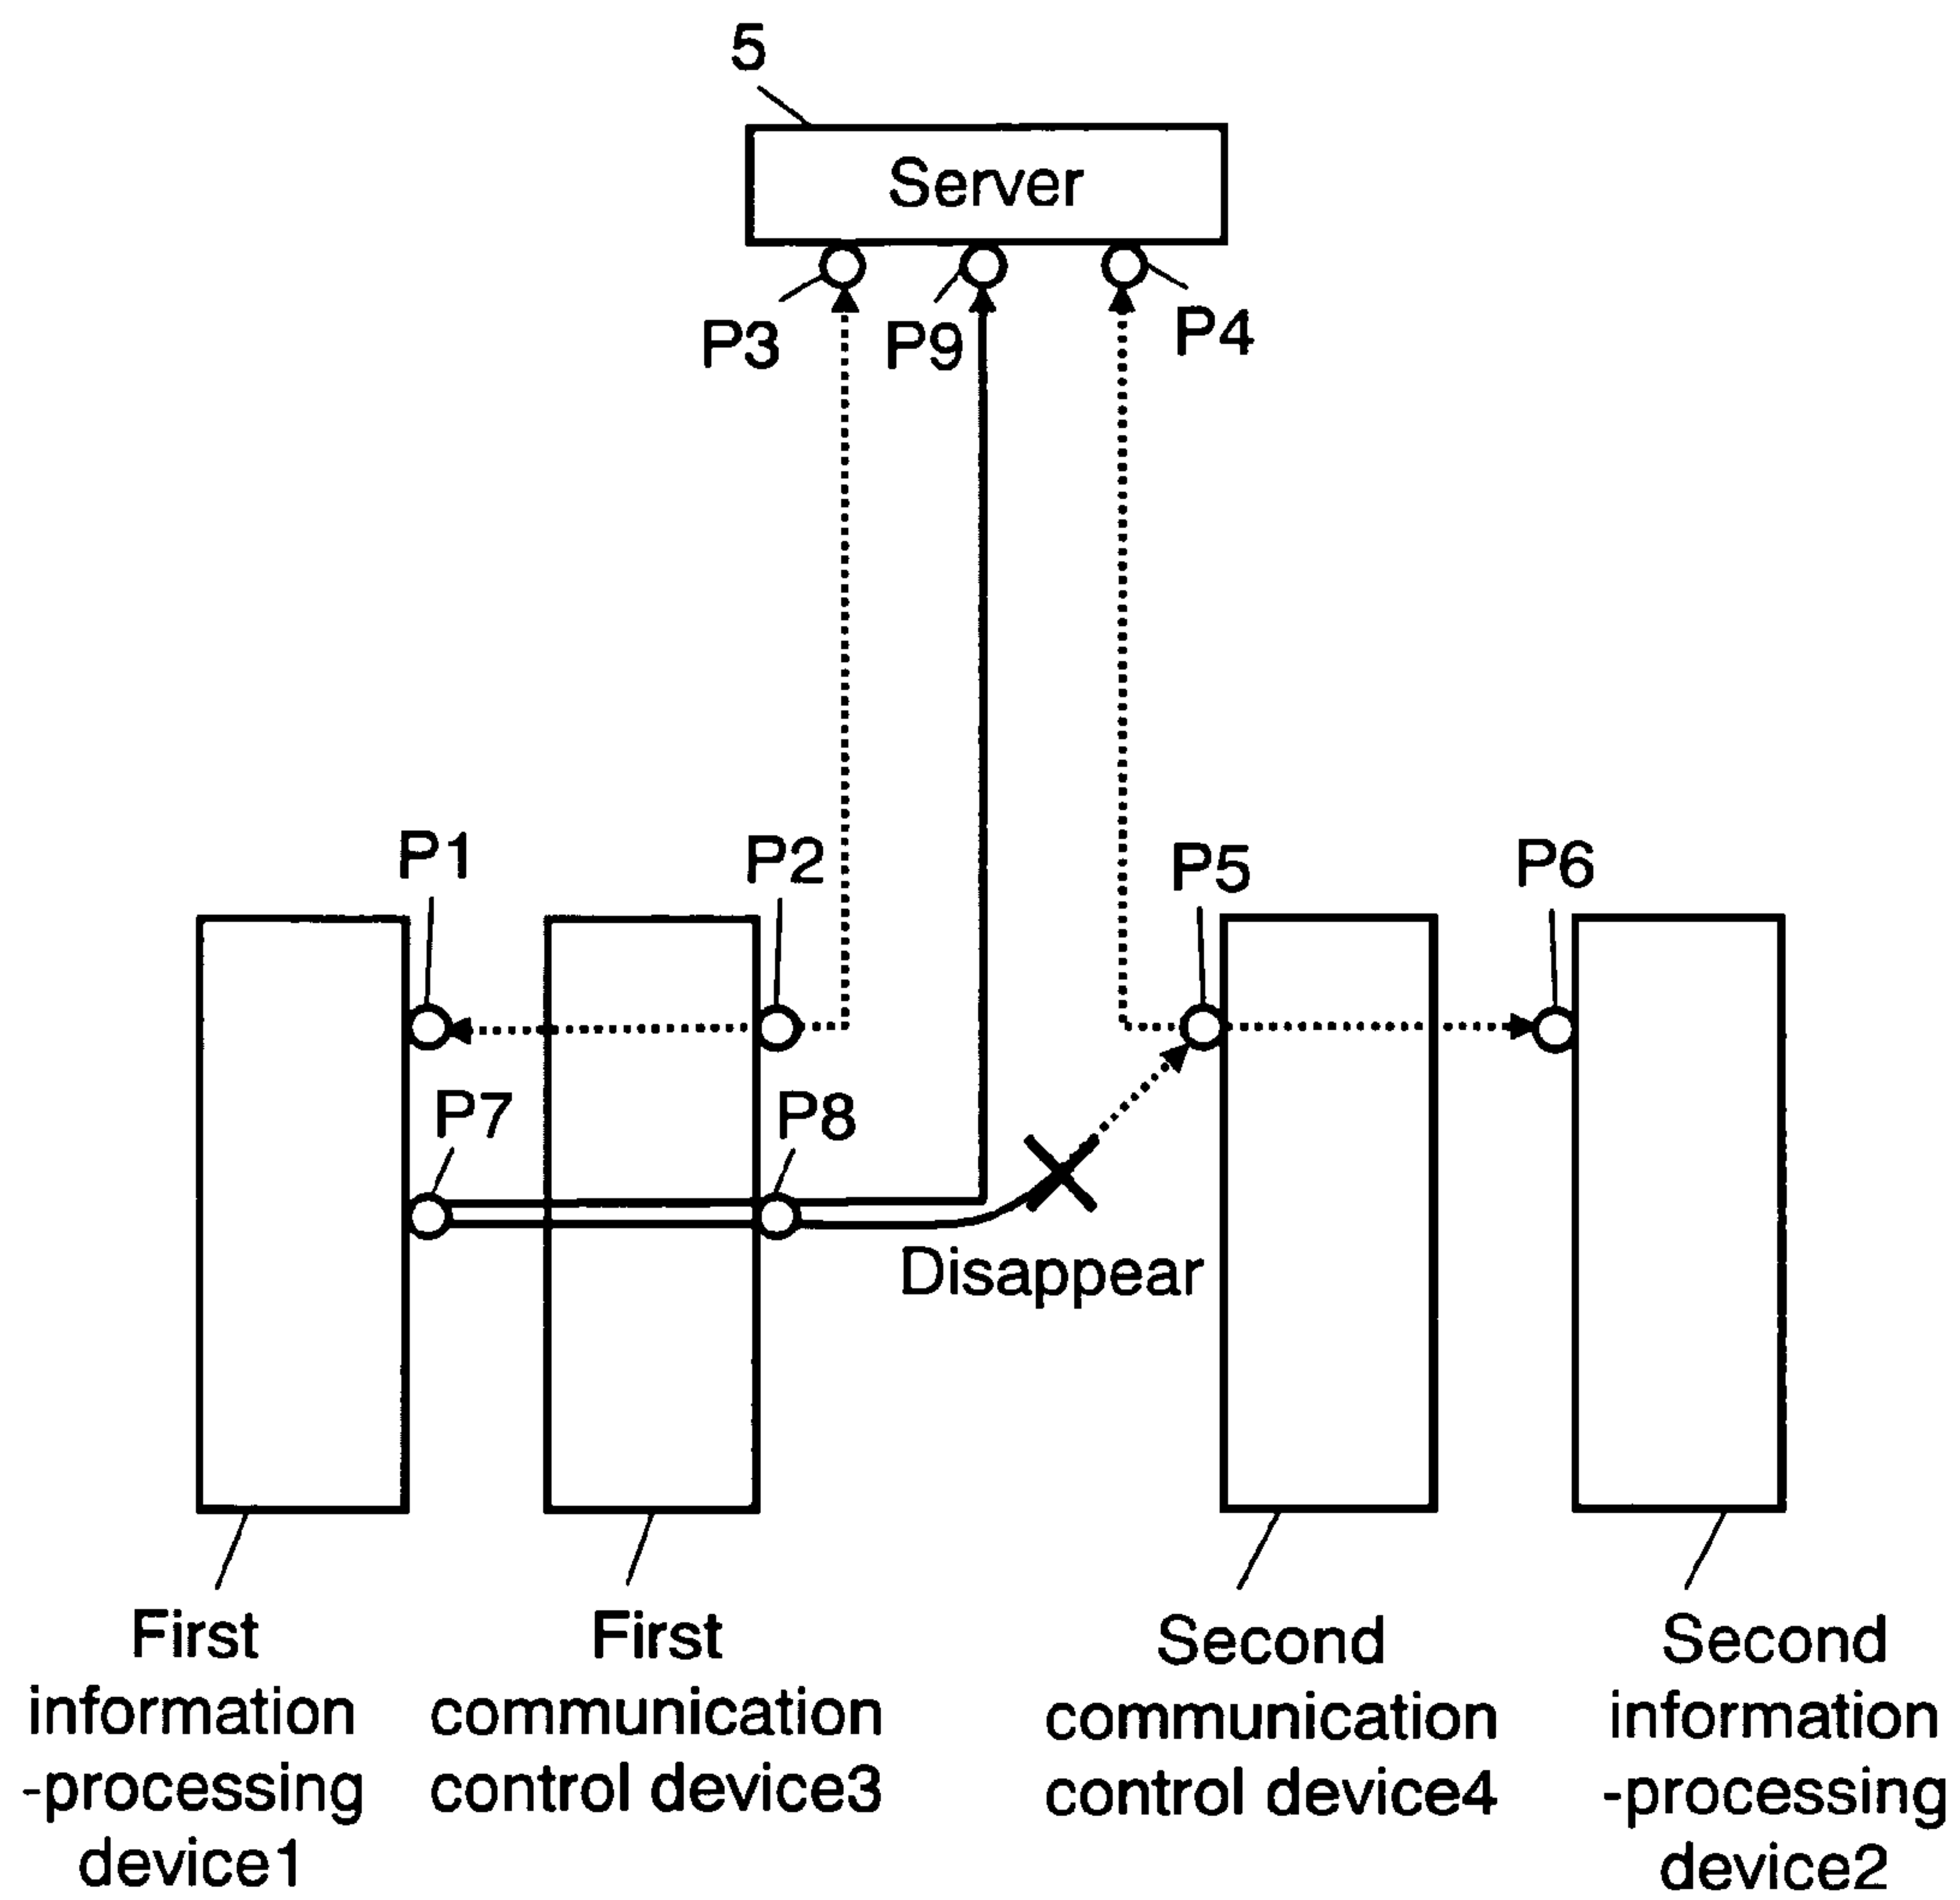 5
Server
P3
P9
P4
P1
P2
P5
P6
P7
P8
Disappear
First
information
-processing
device1
First
communication
control device3
Second
communication
control device4
Second
information
-processing
device2